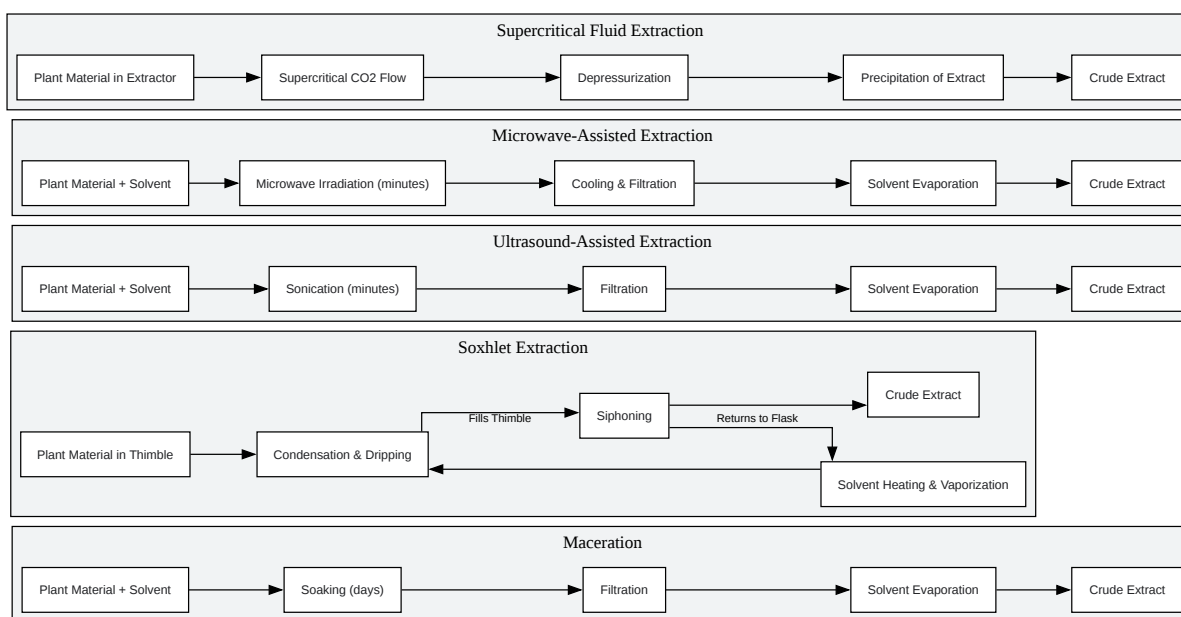 Supercritical Fluid Extraction
Plant Material in Extractor
Supercritical CO2 Flow
Depressurization
Precipitation of Extract
Crude Extract
Microwave-Assisted Extraction
Plant Material + Solvent
Microwave Irradiation (minutes)
Cooling & Filtration
Solvent Evaporation
Crude Extract
Ultrasound-Assisted Extraction
Plant Material + Solvent
Sonication (minutes)
Filtration
Solvent Evaporation
Crude Extract
Soxhlet Extraction
Plant Material in Thimble
Condensation & Dripping
Fills Thimble
Siphoning
Returns to Flask
Crude Extract
Solvent Heating & Vaporization
Maceration
Plant Material + Solvent
Soaking (days)
Filtration
Solvent Evaporation
Crude Extract